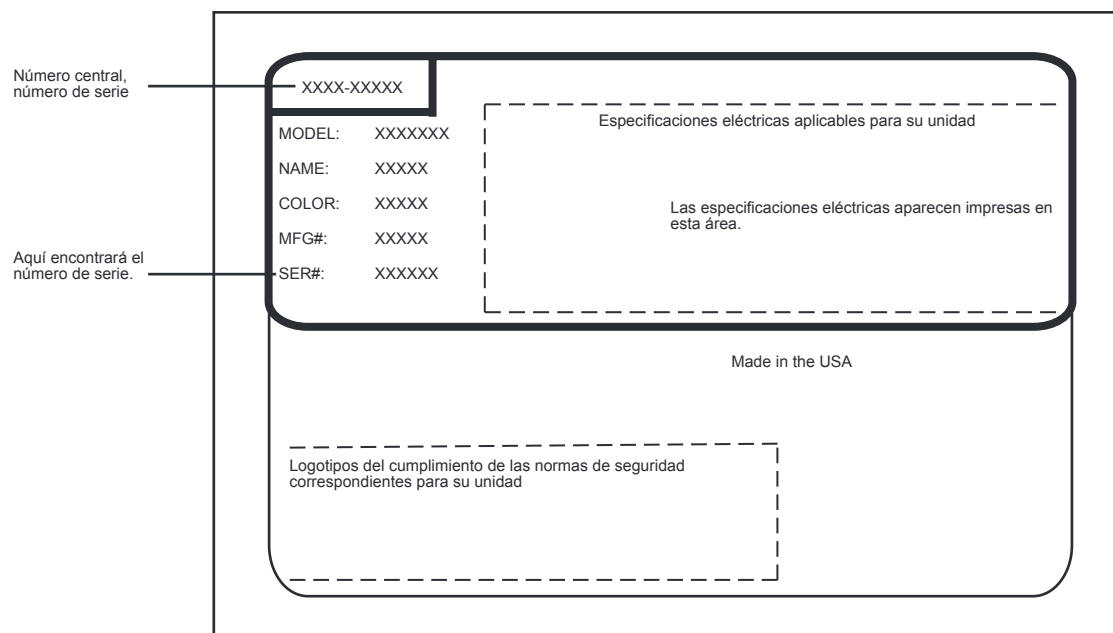 Número central,
número de serie
XXXX-XXXXX
Especificaciones eléctricas aplicables para su unidad
MODEL: XXXXXXX
NAME: XXXXX
COLOR: XXXXX
Las especificaciones eléctricas aparecen impresas en
esta área.
MFG#: XXXXX
Aquí encontrará el
número de serie.
SER#: XXXXXX
Made in the USA
Logotipos del cumplimiento de las normas de seguridad
correspondientes para su unidad